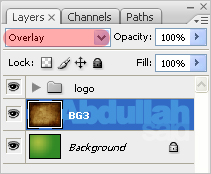 Layers × Channels Paths
Overlay Opacity: 100%
Lock: Fill: 100%
logo
BG3
Abdullah
Background